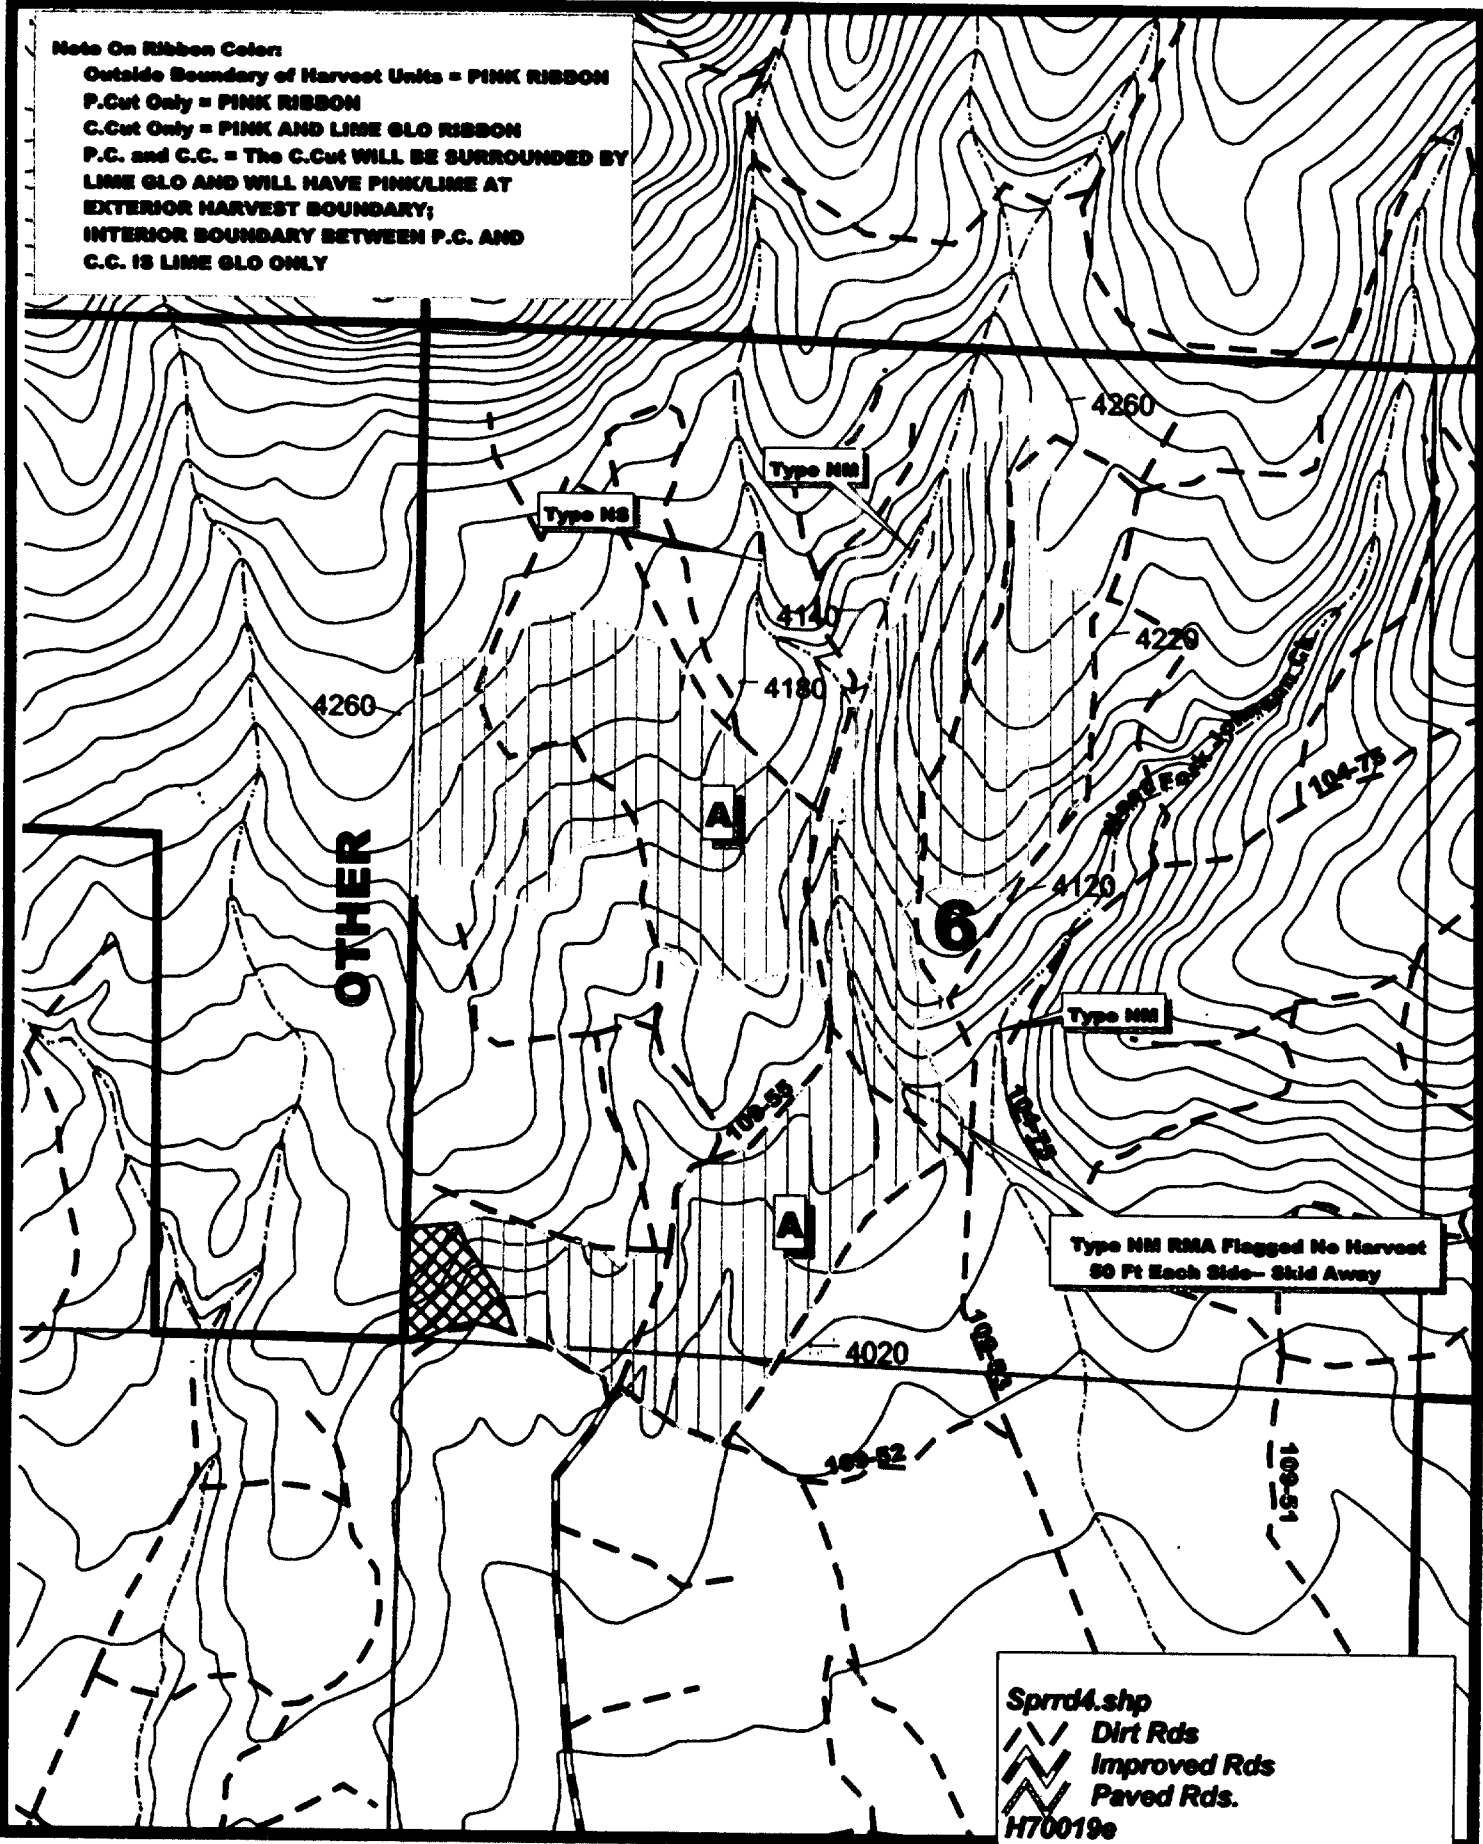 Note On Ribbon Color:
Outside Boundary of Harvest Units = PINK RIBBON
P.Cut Only = PINK RIBBON
C.Cut Only = PINK AND LIME GLO RIBBON
P.C. and C.C. = The C.Cut WILL BE SURROUNDED BY
LIME GLO AND WILL HAVE PINK/LIME AT
EXTERIOR HARVEST BOUNDARY;
INTERIOR BOUNDARY BETWEEN P.C. AND
C.C. IS LIME GLO ONLY
4260
Type NM
Type NS
4140
4220
4180
4260
104-75
A
OTHER
4120
6
Type NM
109-55
104-75
A
Type NM RMA Flagged No Harvest
50 Ft Each Side-- Skid Away
4020
109-53
109-52
109-51
Sprrd4.shp
Dirt Rds
Improved Rds
Paved Rds.
H70019e